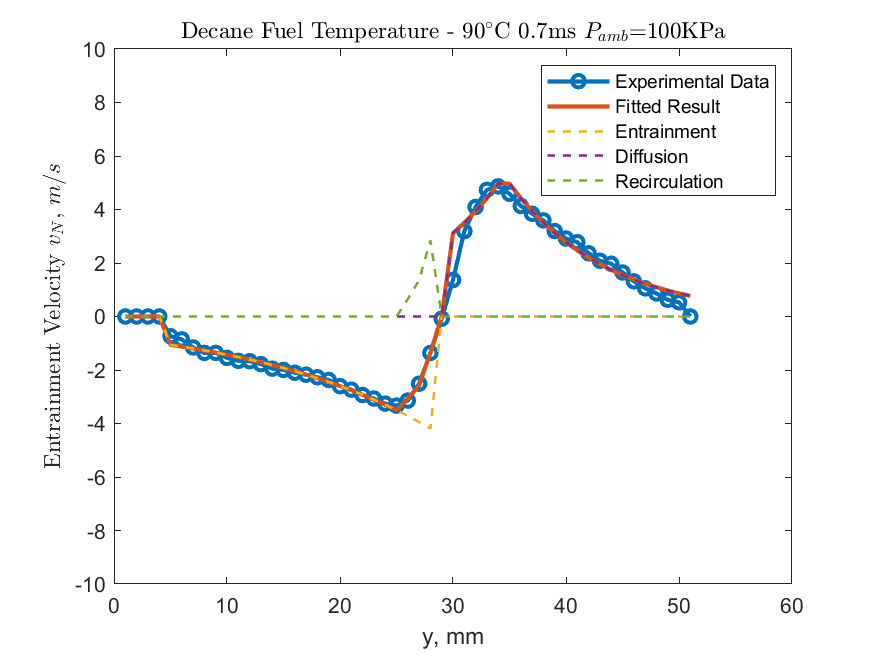 Decane Fuel Temperature - 90°C 0.7ms P_amb=100KPa
10
8
6
4
2
0
-2
-4
-6
-8
-10
Entrainment Velocity v_N, m/s
Experimental Data
Fitted Result
Entrainment
Diffusion
Recirculation
0 10 20 30 40 50 60
y, mm